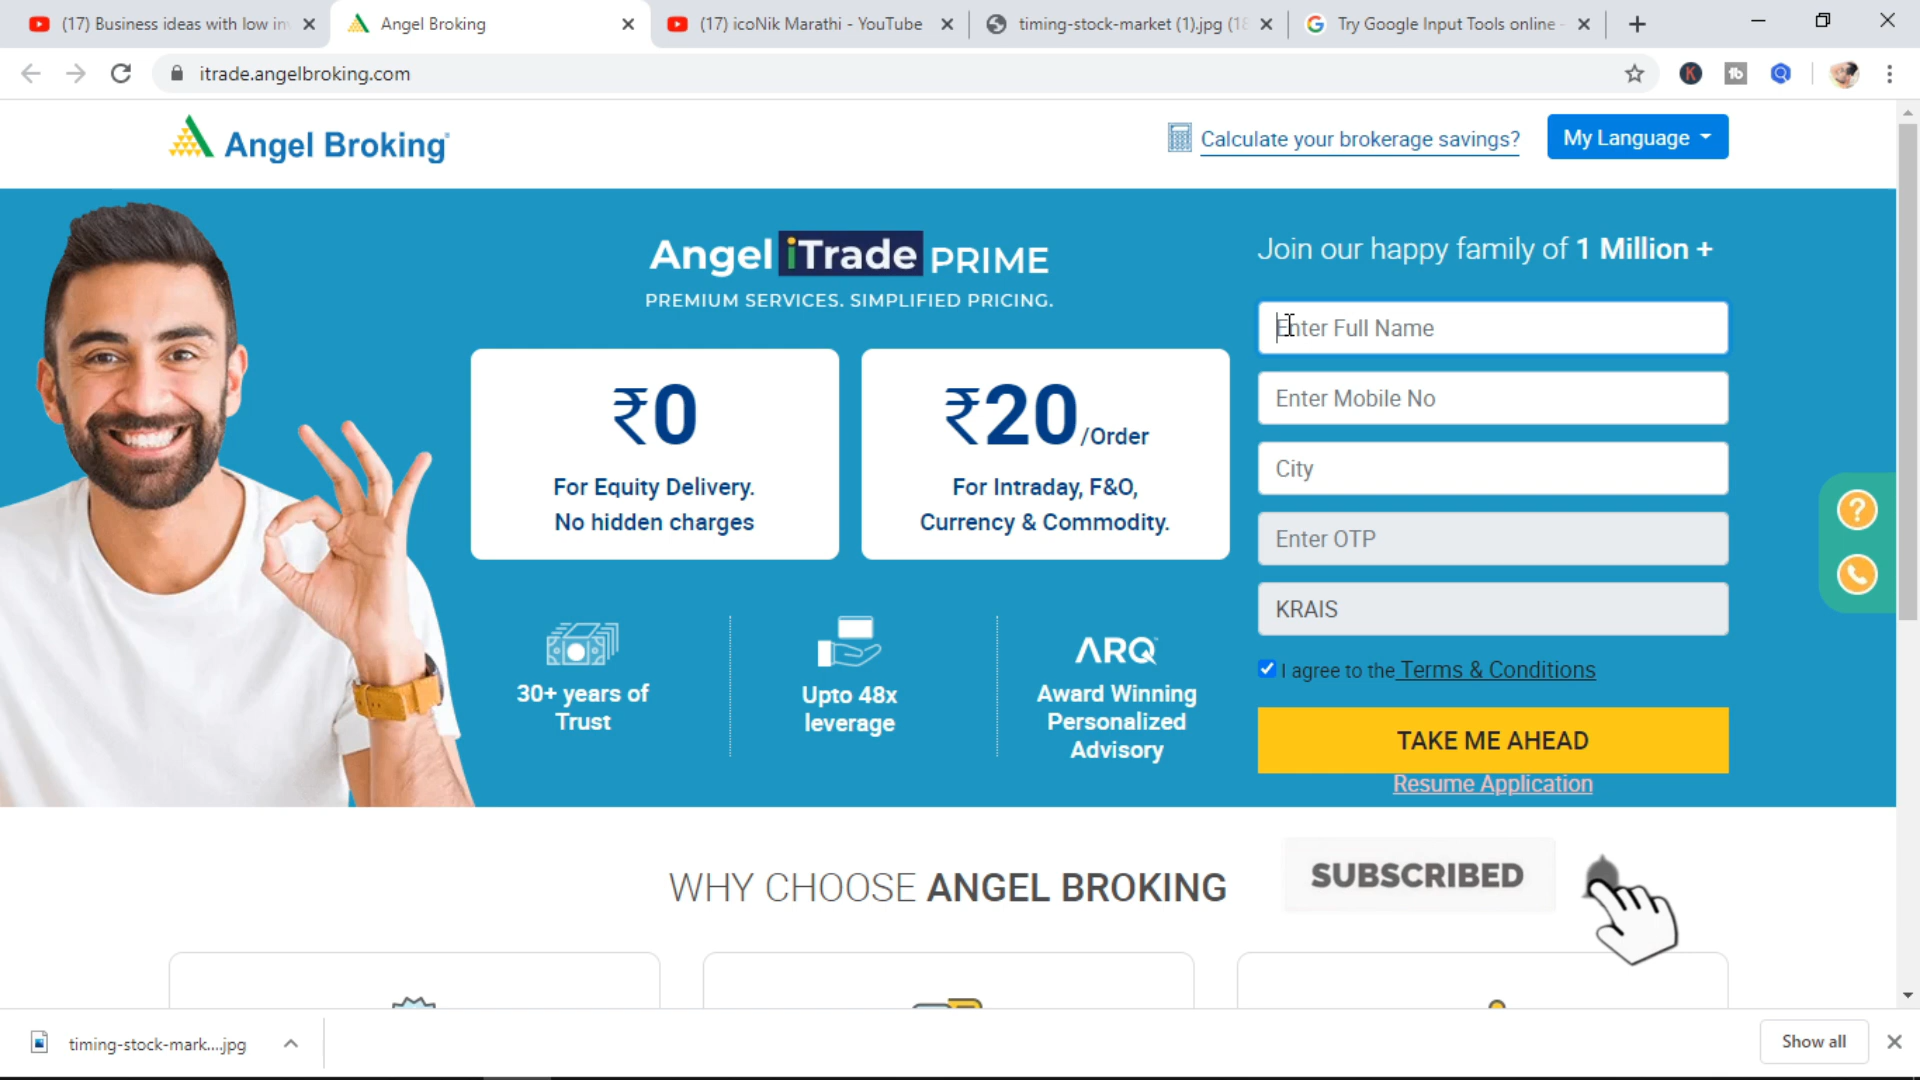 (17) Business ideas with low in
Angel Broking
(17) icoNik Marathi - YouTube
timing-stock-market (1).jpg (18
Try Google Input Tools online -
itrade.angelbroking.com
Angel Broking
Calculate your brokerage savings?
My Language
Angel iTrade PRIME
PREMIUM SERVICES. SIMPLIFIED PRICING.
₹0
For Equity Delivery.
No hidden charges
₹20/Order
For Intraday, F&O,
Currency & Commodity.
30+ years of
Trust
Upto 48x
leverage
ARQ
Award Winning
Personalized
Advisory
Join our happy family of 1 Million +
Enter Full Name
Enter Mobile No
City
Enter OTP
KRAIS
I agree to the Terms & Conditions
TAKE ME AHEAD
Resume Application
WHY CHOOSE ANGEL BROKING
SUBSCRIBED
timing-stock-mark....jpg
Show all